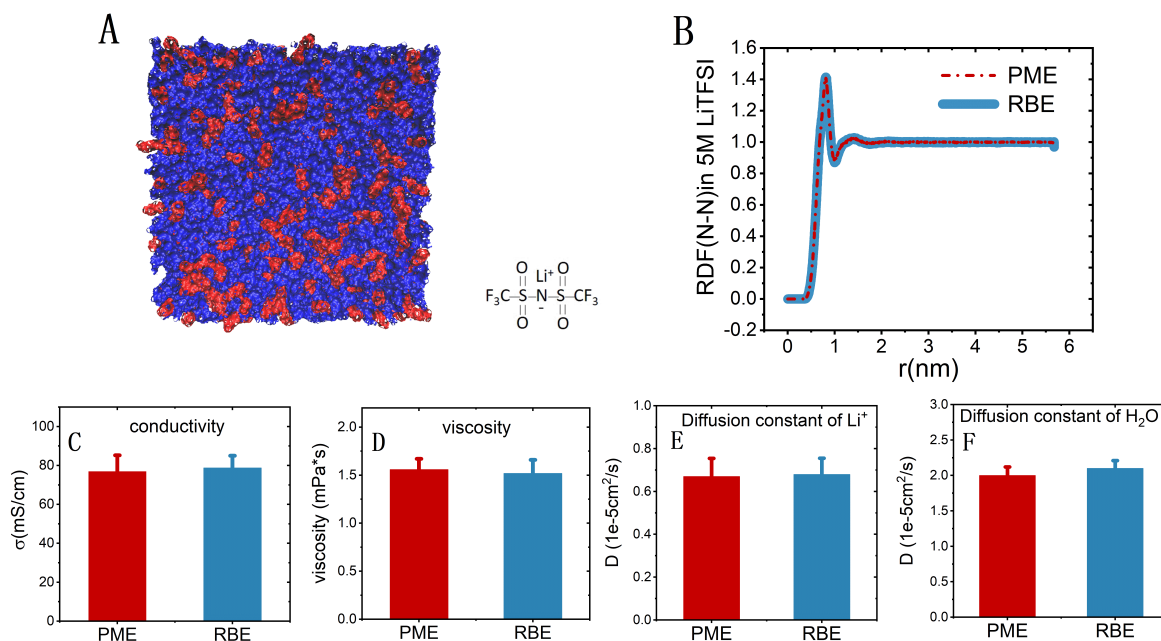 A
O
Li⁺
O
F₃C
S
N
S
CF₃
-
O
O
B
RDF(N-N)in 5M LiTFSI
1.6
1.4
1.2
1.0
0.8
0.6
0.4
0.2
0.0
-0.2
PME
RBE
0
1
2
3
4
5
6
r(nm)
C
conductivity
σ(mS/cm)
100
80
60
40
20
0
PME
RBE
D
viscosity
viscosity (mPa*s)
2.0
1.5
1.0
0.5
0.0
PME
RBE
E
Diffusion constant of Li⁺
D (1e-5cm²/s)
1.0
0.8
0.6
0.4
0.2
0.0
PME
RBE
F
Diffusion constant of H₂O
D (1e-5cm²/s)
3.0
2.5
2.0
1.5
1.0
0.5
0.0
PME
RBE